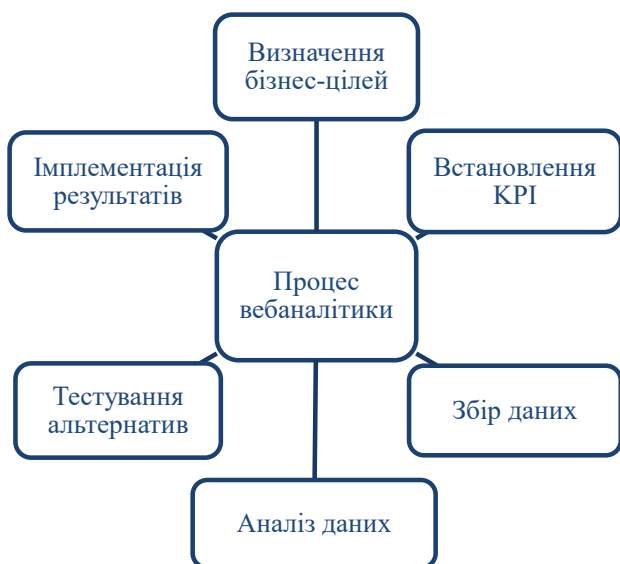 Визначення
бізнес-цілей
Імплементація
результатів
Встановлення
KPI
Процес
вебаналітики
Тестування
альтернатив
Збір даних
Аналіз даних